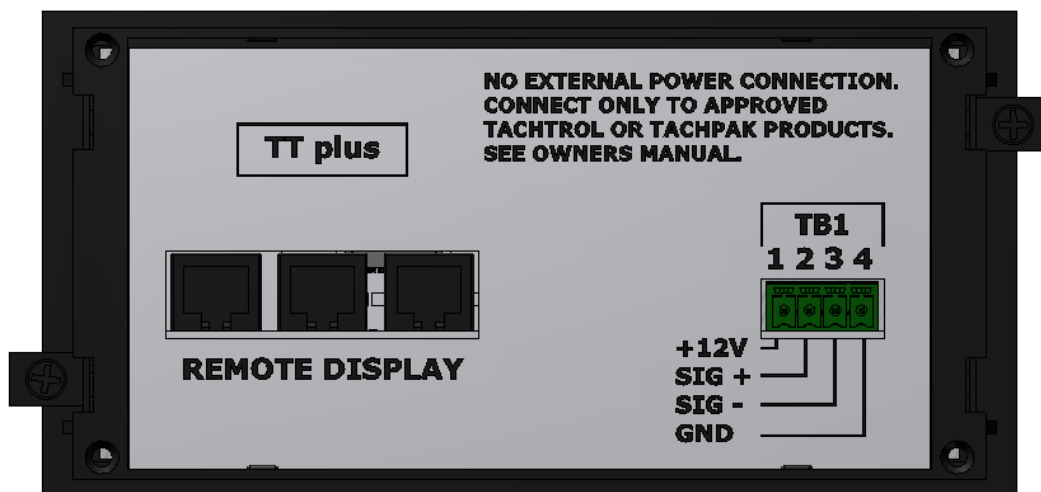 NO EXTERNAL POWER CONNECTION.
CONNECT ONLY TO APPROVED
TACHTROL OR TACHPAK PRODUCTS.
SEE OWNERS MANUAL.
TT plus
TB1
1 2 3 4
REMOTE DISPLAY
+12V
SIG +
SIG -
GND